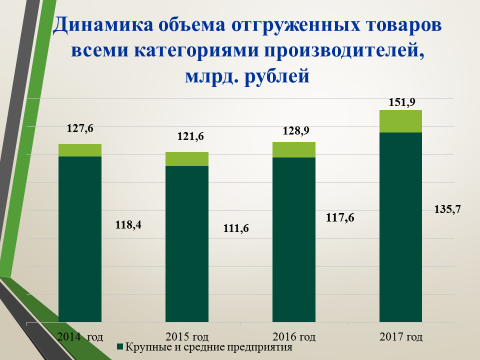 Динамика объема отгруженных товаров
всеми категориями производителей,
млрд. рублей
151,9
127,6
121,6
128,9
118,4
111,6
117,6
135,7
2014 год
2015 год
2016 год
2017 год
Крупные и средние предприятия